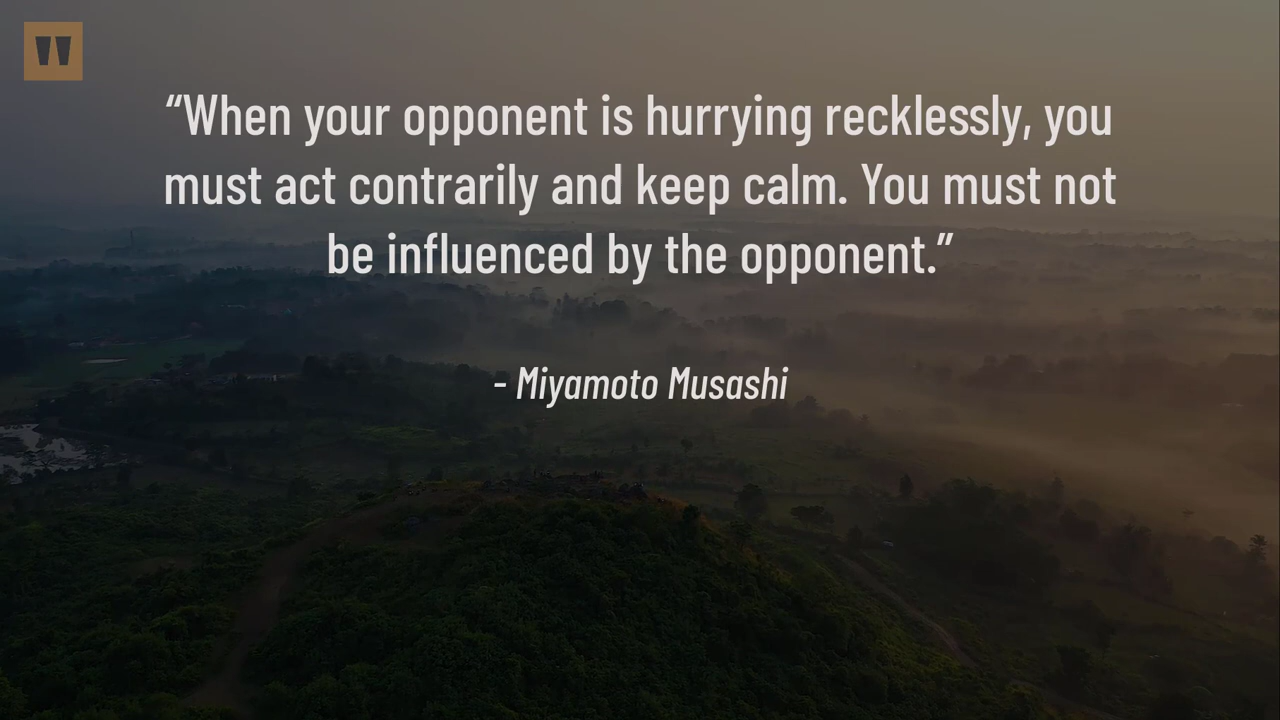 “When your opponent is hurrying recklessly, you
must act contrarily and keep calm. You must not
be influenced by the opponent.”
- Miyamoto Musashi